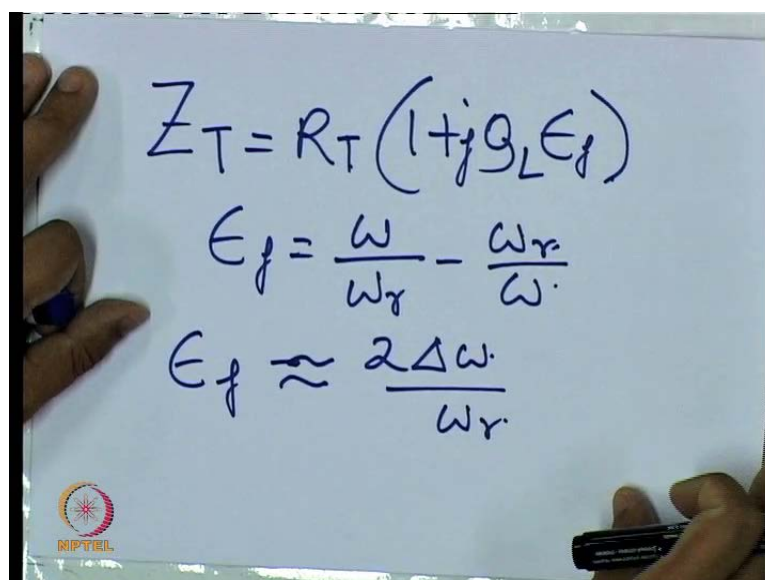 Z_T = R_T (1 + j Q_L ϵ_f)
ϵ_f = ω/ω_r - ω_r/ω
ϵ_f ≈ 2Δω/ω_r
NPTEL